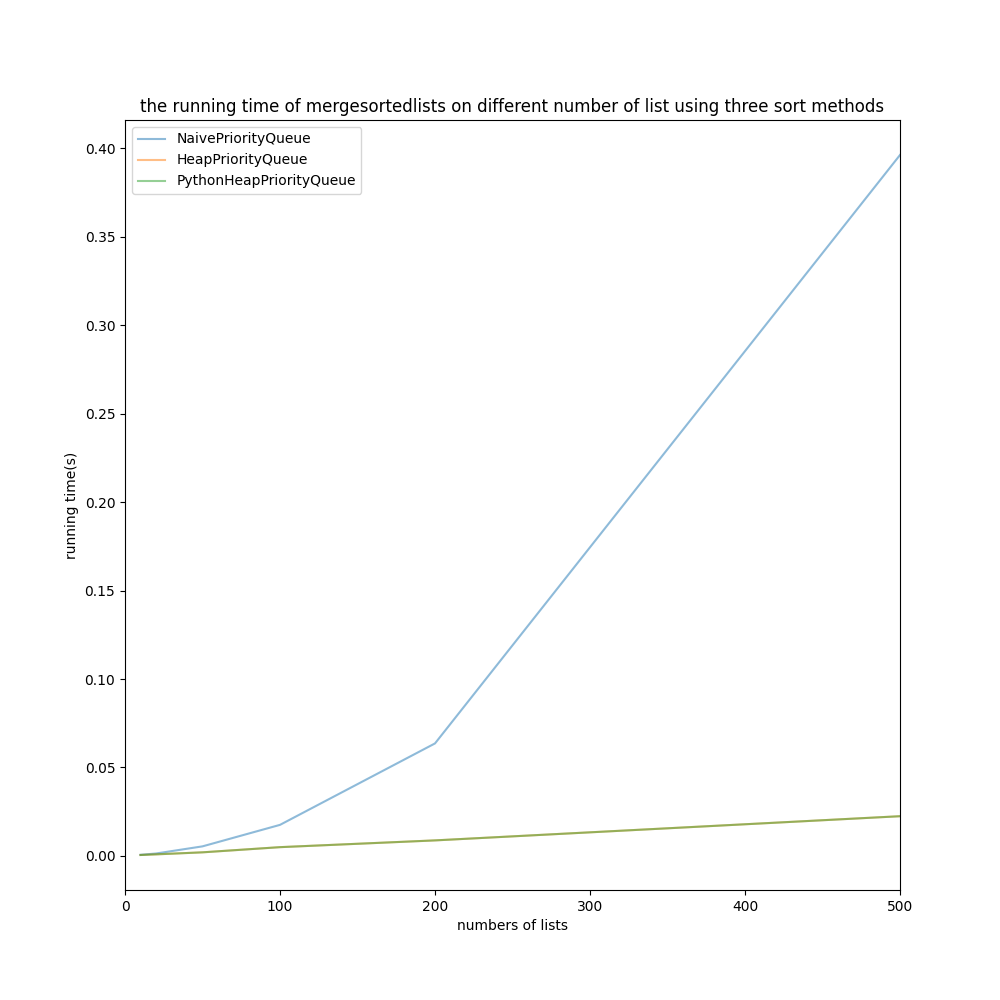 the running time of mergesortedlists on different number of list using three sort methods
NaivePriorityQueue
HeapPriorityQueue
PythonHeapPriorityQueue
0.40
0.35
0.30
0.25
0.20
0.15
0.10
0.05
0.00
running time(s)
0 100 200 300 400 500
numbers of lists